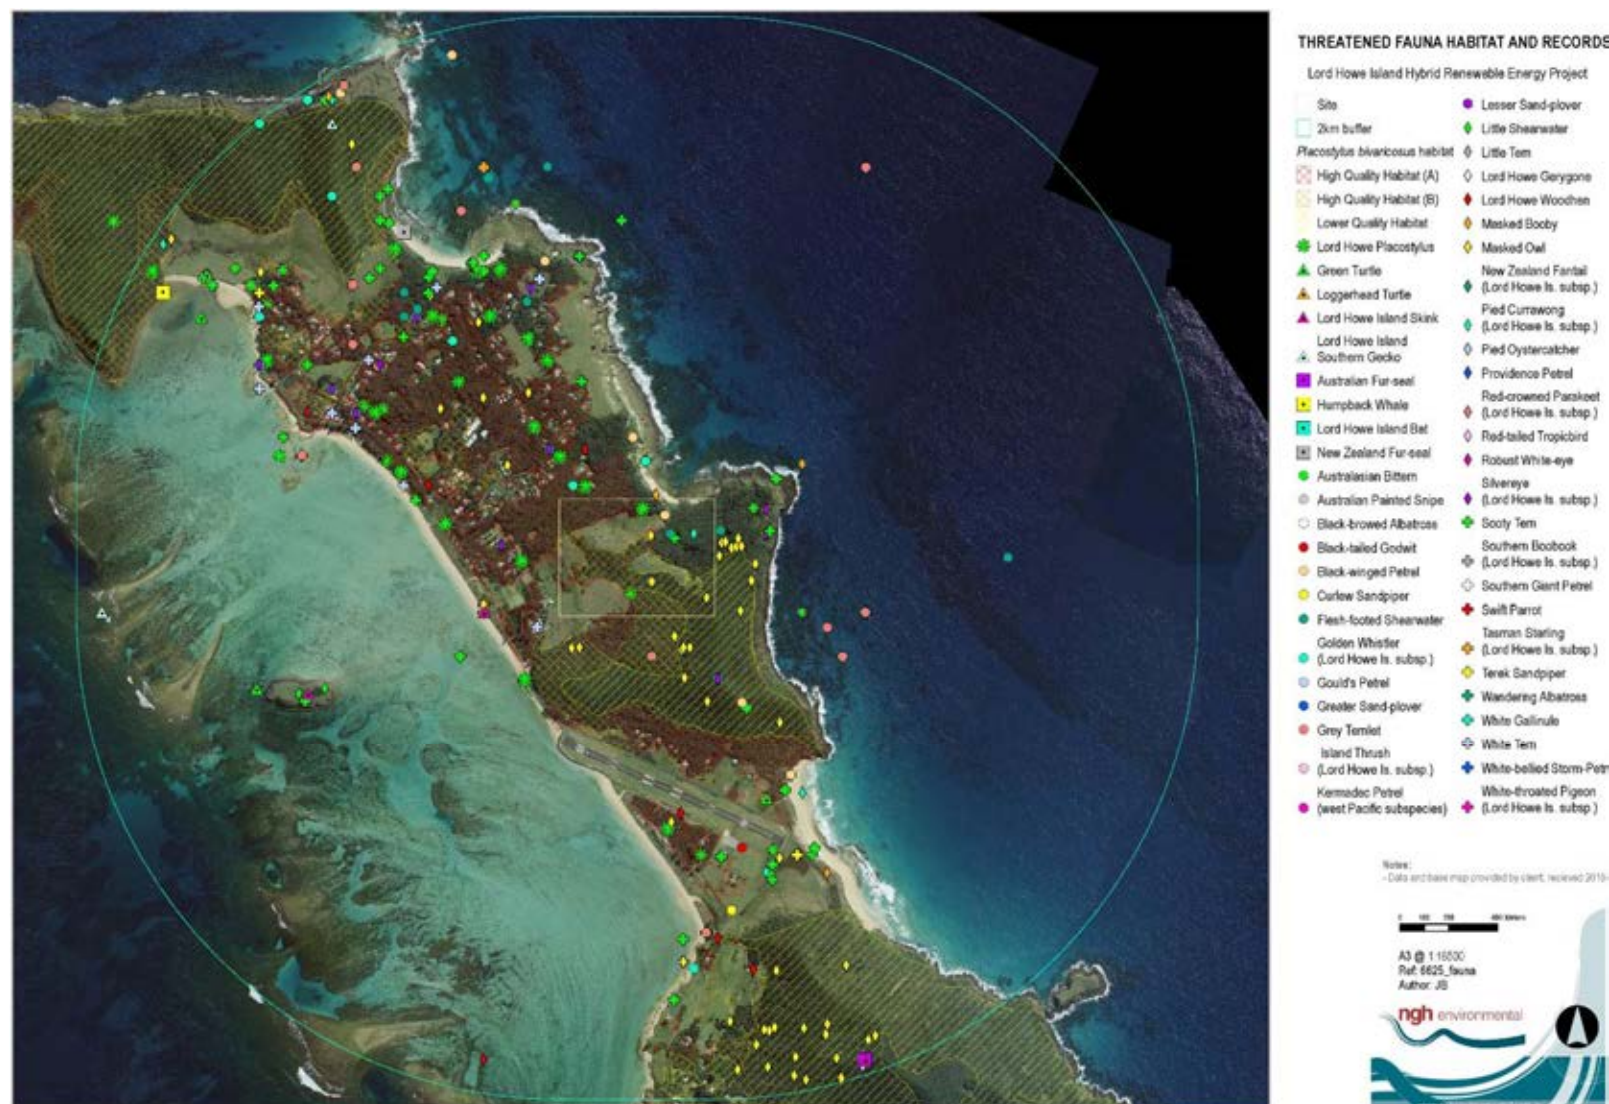 THREATENED FAUNA HABITAT AND RECORDS
Lord Howe Island Hybrid Renewable Energy Project
Site
2km buffer
Placostylus bivaricosus habitat
High Quality Habitat (A)
High Quality Habitat (B)
Lower Quality Habitat
Lord Howe Placostylus
Green Turtle
Loggerhead Turtle
Lord Howe Island Skink
Lord Howe Island
Southern Gecko
Australian Fur-seal
Humpback Whale
Lord Howe Island Bat
New Zealand Fur-seal
Australasian Bittern
Australian Painted Snipe
Black-browed Albatross
Black-tailed Godwit
Black-winged Petrel
Curlew Sandpiper
Flesh-footed Shearwater
Golden Whistler
(Lord Howe Is. subsp.)
Gould's Petrel
Greater Sand-plover
Grey Ternlet
Island Thrush
(Lord Howe Is. subsp.)
Kermadec Petrel
(west Pacific subspecies)
Lesser Sand-plover
Little Shearwater
Little Tern
Lord Howe Gerygone
Lord Howe Woodhen
Masked Booby
Masked Owl
New Zealand Fantail
(Lord Howe Is. subsp.)
Pied Currawong
(Lord Howe Is. subsp.)
Pied Oystercatcher
Providence Petrel
Red-crowned Parakeet
(Lord Howe Is. subsp.)
Red-tailed Tropicbird
Robust White-eye
Silvereye
(Lord Howe Is. subsp.)
Sooty Tern
Southern Boobook
(Lord Howe Is. subsp.)
Southern Giant Petrel
Swift Parrot
Tasman Starling
(Lord Howe Is. subsp.)
Terek Sandpiper
Wandering Albatross
White Gallinule
White Tern
White-bellied Storm-Petr
White-throated Pigeon
(Lord Howe Is. subsp.)
Notes:
- Data and base map provided by client, recieved
A3 @ 1:16500
Ref: 6625_fauna
Author: JB
ngh environmental